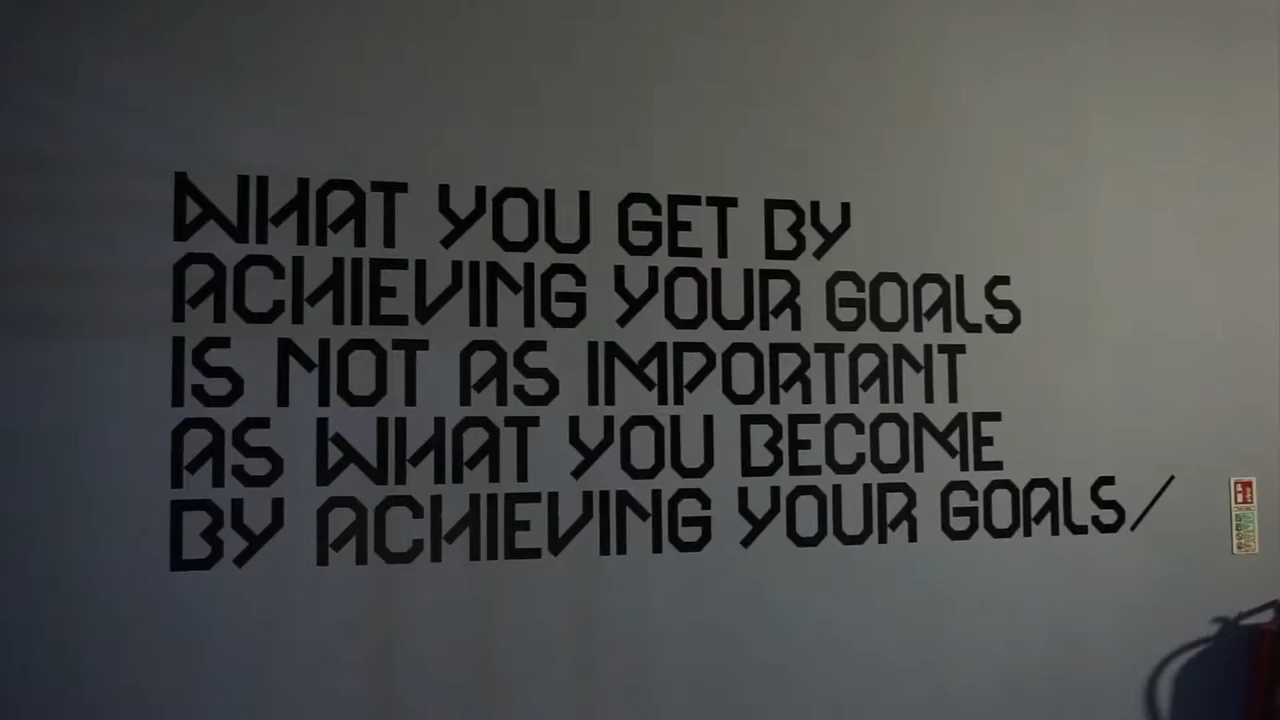 WHAT YOU GET BY
ACHIEVING YOUR GOALS
IS NOT AS IMPORTANT
AS WHAT YOU BECOME
BY ACHIEVING YOUR GOALS/